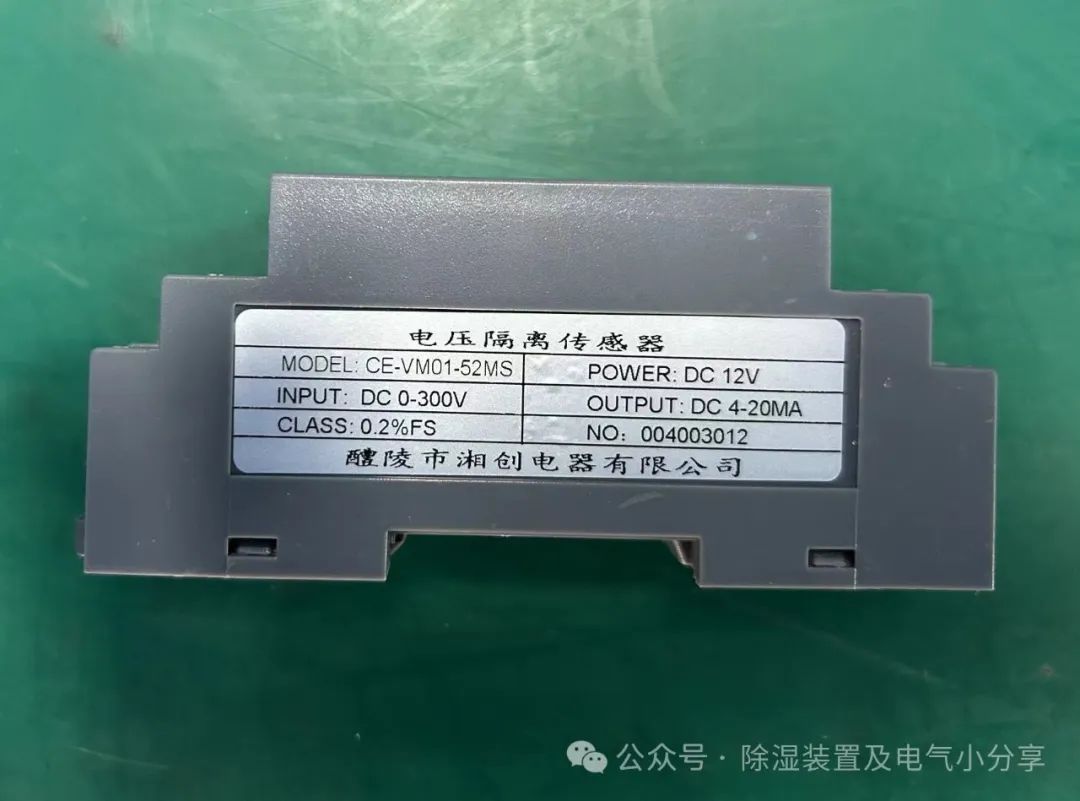 电压隔离传感器
MODEL: CE-VM01-52MS
POWER: DC 12V
INPUT: DC 0-300V
OUTPUT: DC 4-20MA
CLASS: 0.2%FS
NO: 004003012
醴陵市湘创电器有限公司
公众号·除湿装置及电气小分享